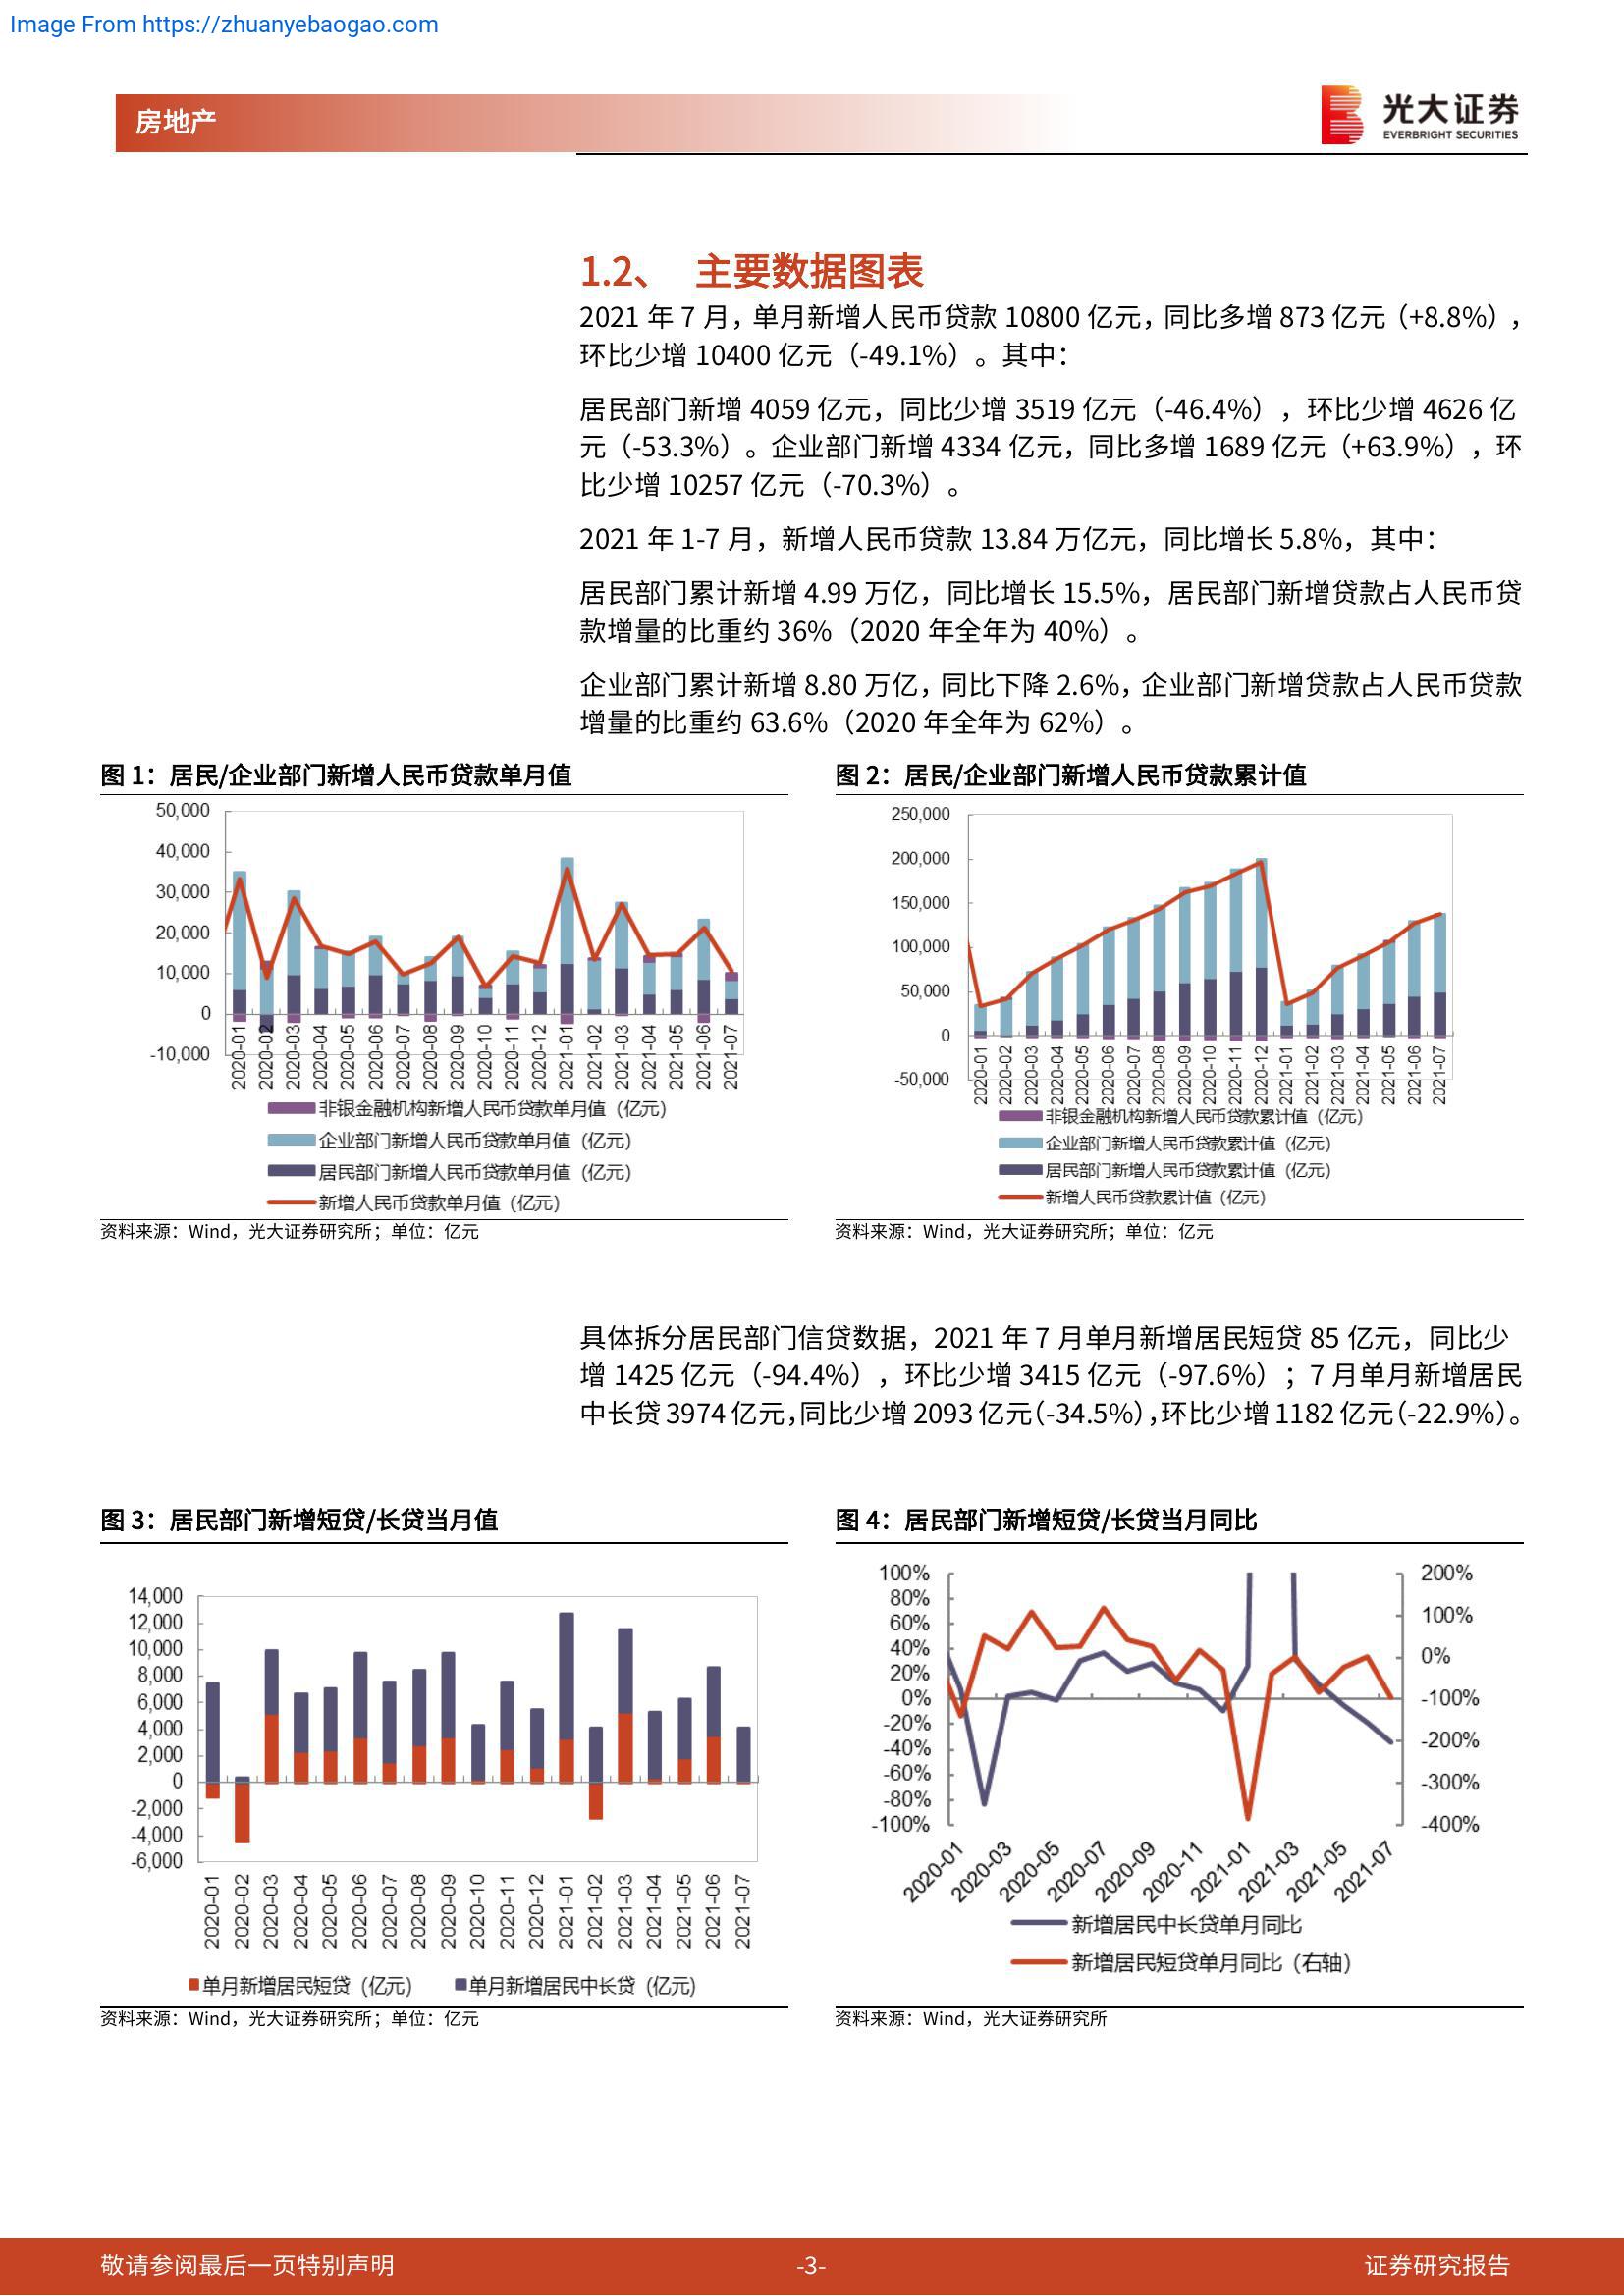 Image From https://zhuanyebaogao.com
房地产
光大证券
EVERBRIGHT SECURITIES
1.2、 主要数据图表
2021 年 7 月，单月新增人民币贷款 10800 亿元，同比多增 873 亿元（+8.8%），
环比少增 10400 亿元（-49.1%）。其中：
居民部门新增 4059 亿元，同比少增 3519 亿元（-46.4%），环比少增 4626 亿
元（-53.3%）。企业部门新增 4334 亿元，同比多增 1689 亿元（+63.9%），环
比少增 10257 亿元（-70.3%）。
2021 年 1-7 月，新增人民币贷款 13.84 万亿元，同比增长 5.8%，其中：
居民部门累计新增 4.99 万亿，同比增长 15.5%，居民部门新增贷款占人民币贷
款增量的比重约 36%（2020 年全年为 40%）。
企业部门累计新增 8.80 万亿，同比下降 2.6%，企业部门新增贷款占人民币贷款
增量的比重约 63.6%（2020 年全年为 62%）。
图 1：居民/企业部门新增人民币贷款单月值
50,000
40,000
30,000
20,000
10,000
0
-10,000
2020-01 2020-02 2020-03 2020-04 2020-05 2020-06 2020-07 2020-08 2020-09 2020-10 2020-11 2020-12 2021-01 2021-02 2021-03 2021-04 2021-05 2021-06 2021-07
非银金融机构新增人民币贷款单月值（亿元）
企业部门新增人民币贷款单月值（亿元）
居民部门新增人民币贷款单月值（亿元）
新增人民币贷款单月值（亿元）
资料来源：Wind，光大证券研究所；单位：亿元
图 2：居民/企业部门新增人民币贷款累计值
250,000
200,000
150,000
100,000
50,000
0
-50,000
2020-01 2020-02 2020-03 2020-04 2020-05 2020-06 2020-07 2020-08 2020-09 2020-10 2020-11 2020-12 2021-01 2021-02 2021-03 2021-04 2021-05 2021-06 2021-07
非银金融机构新增人民币贷款累计值（亿元）
企业部门新增人民币贷款累计值（亿元）
居民部门新增人民币贷款累计值（亿元）
新增人民币贷款累计值（亿元）
资料来源：Wind，光大证券研究所；单位：亿元
具体拆分居民部门信贷数据，2021 年 7 月单月新增居民短贷 85 亿元，同比少
增 1425 亿元（-94.4%），环比少增 3415 亿元（-97.6%）；7 月单月新增居民
中长贷 3974 亿元，同比少增 2093 亿元（-34.5%），环比少增 1182 亿元（-22.9%）。
图 3：居民部门新增短贷/长贷当月值
14,000
12,000
10,000
8,000
6,000
4,000
2,000
0
-2,000
-4,000
-6,000
2020-01 2020-02 2020-03 2020-04 2020-05 2020-06 2020-07 2020-08 2020-09 2020-10 2020-11 2020-12 2021-01 2021-02 2021-03 2021-04 2021-05 2021-06 2021-07
单月新增居民短贷（亿元） 单月新增居民中长贷（亿元）
资料来源：Wind，光大证券研究所；单位：亿元
图 4：居民部门新增短贷/长贷当月同比
100% 200%
80%
60% 100%
40% 0%
20%
0% -100%
-20%
-40% -200%
-60% -300%
-80%
-100% -400%
2020-01 2020-03 2020-05 2020-07 2020-09 2020-11 2021-01 2021-03 2021-05 2021-07
新增居民中长贷单月同比
新增居民短贷单月同比（右轴）
资料来源：Wind，光大证券研究所
敬请参阅最后一页特别声明 -3- 证券研究报告